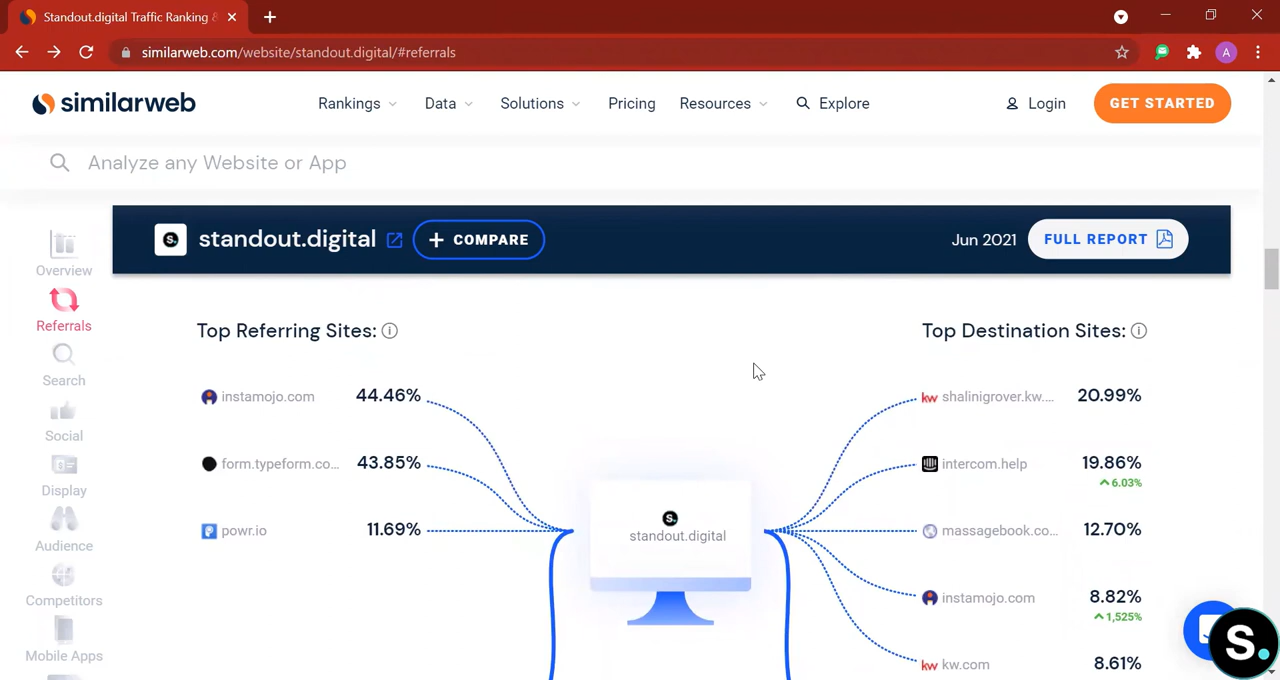 Standout.digital Traffic Ranking &
similarweb.com/website/standout.digital/#referrals
A
similarweb
Rankings
Data
Solutions
Pricing
Resources
Explore
Login
GET STARTED
Analyze any Website or App
S.
standout.digital
+ COMPARE
Jun 2021
FULL REPORT
Overview
Referrals
Search
Social
Display
Audience
Competitors
Mobile Apps
Top Referring Sites:
instamojo.com 44.46%
form.typeform.co... 43.85%
powr.io 11.69%
S.
standout.digital
Top Destination Sites:
kw shalinigrover.kw.... 20.99%
intercom.help 19.86%
6.03%
massagebook.co... 12.70%
instamojo.com 8.82%
1,525%
kw kw.com 8.61%
S.